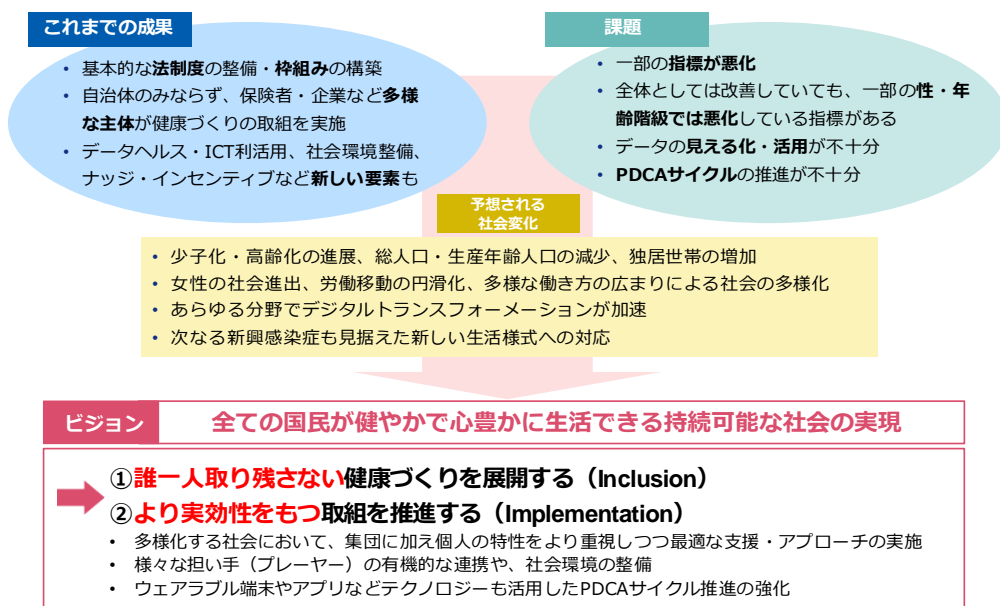 これまでの成果
• 基本的な法制度の整備・枠組みの構築
• 自治体のみならず、保険者・企業など多様
な主体が健康づくりの取組を実施
• データヘルス・ICT利活用、社会環境整備、
ナッジ・インセンティブなど新しい要素も
課題
• 一部の指標が悪化
• 全体としては改善していても、一部の性・年
齢階級では悪化している指標がある
• データの見える化・活用が不十分
• PDCAサイクルの推進が不十分
予想される
社会変化
• 少子化・高齢化の進展、総人口・生産年齢人口の減少、独居世帯の増加
• 女性の社会進出、労働移動の円滑化、多様な働き方の広まりによる社会の多様化
• あらゆる分野でデジタルトランスフォーメーションが加速
• 次なる新興感染症も見据えた新しい生活様式への対応
ビジョン 全ての国民が健やかで心豊かに生活できる持続可能な社会の実現
①誰一人取り残さない健康づくりを展開する（Inclusion）
②より実効性をもつ取組を推進する（Implementation）
• 多様化する社会において、集団に加え個人の特性をより重視しつつ最適な支援・アプローチの実施
• 様々な担い手（プレーヤー）の有機的な連携や、社会環境の整備
• ウェアラブル端末やアプリなどテクノロジーも活用したPDCAサイクル推進の強化